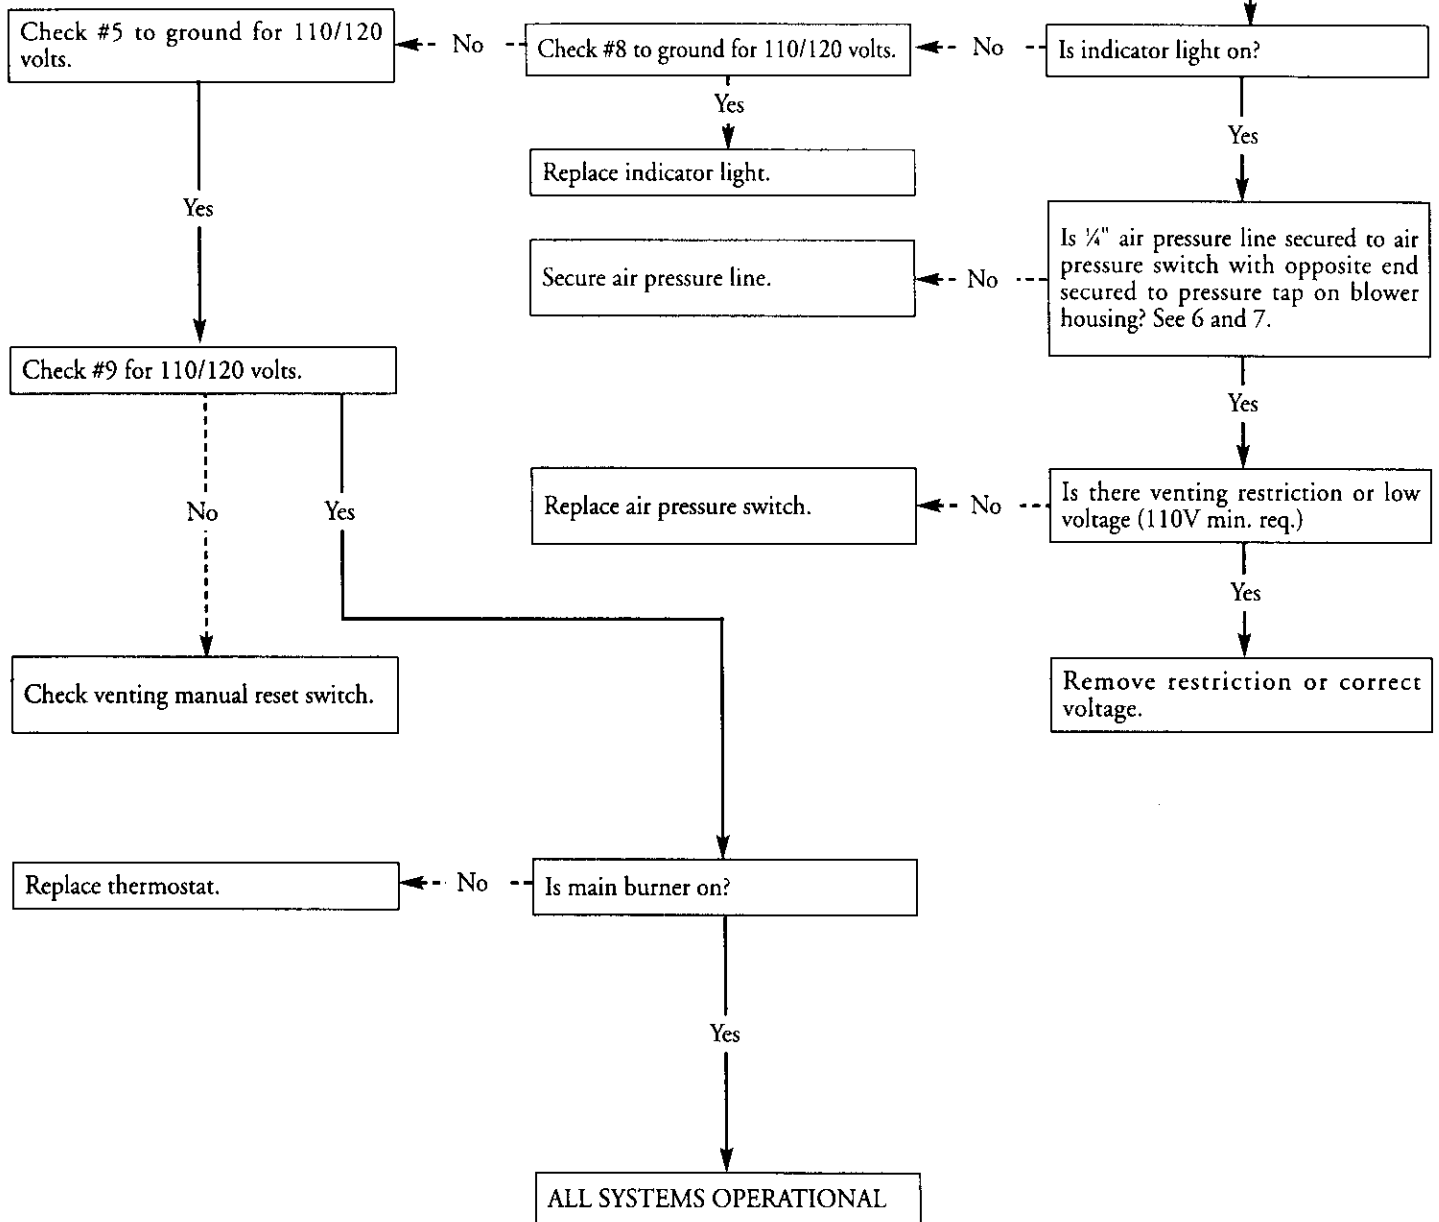 Check #5 to ground for 110/120
volts.
No
Check #8 to ground for 110/120 volts.
No
Is indicator light on?
Yes
Replace indicator light.
Yes
Yes
Secure air pressure line.
No
Is ¼" air pressure line secured to air
pressure switch with opposite end
secured to pressure tap on blower
housing? See 6 and 7.
Check #9 for 110/120 volts.
Yes
No
Yes
Replace air pressure switch.
No
Is there venting restriction or low
voltage (110V min. req.)
Yes
Check venting manual reset switch.
Remove restriction or correct
voltage.
Replace thermostat.
No
Is main burner on?
Yes
ALL SYSTEMS OPERATIONAL